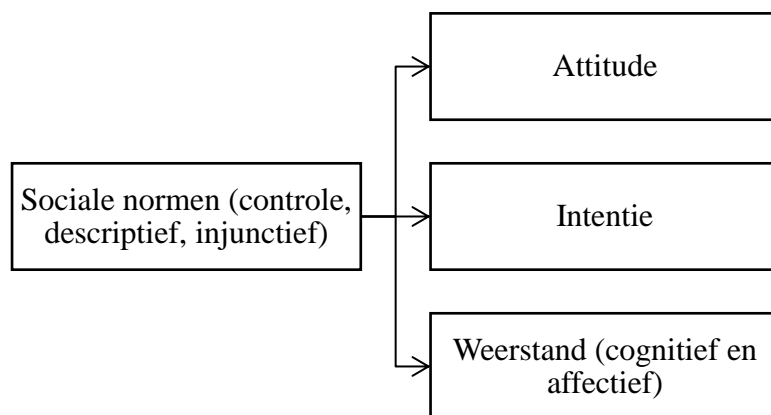 Attitude
Sociale normen (controle,
descriptief, injunctief)
Intentie
Weerstand (cognitief en
affectief)